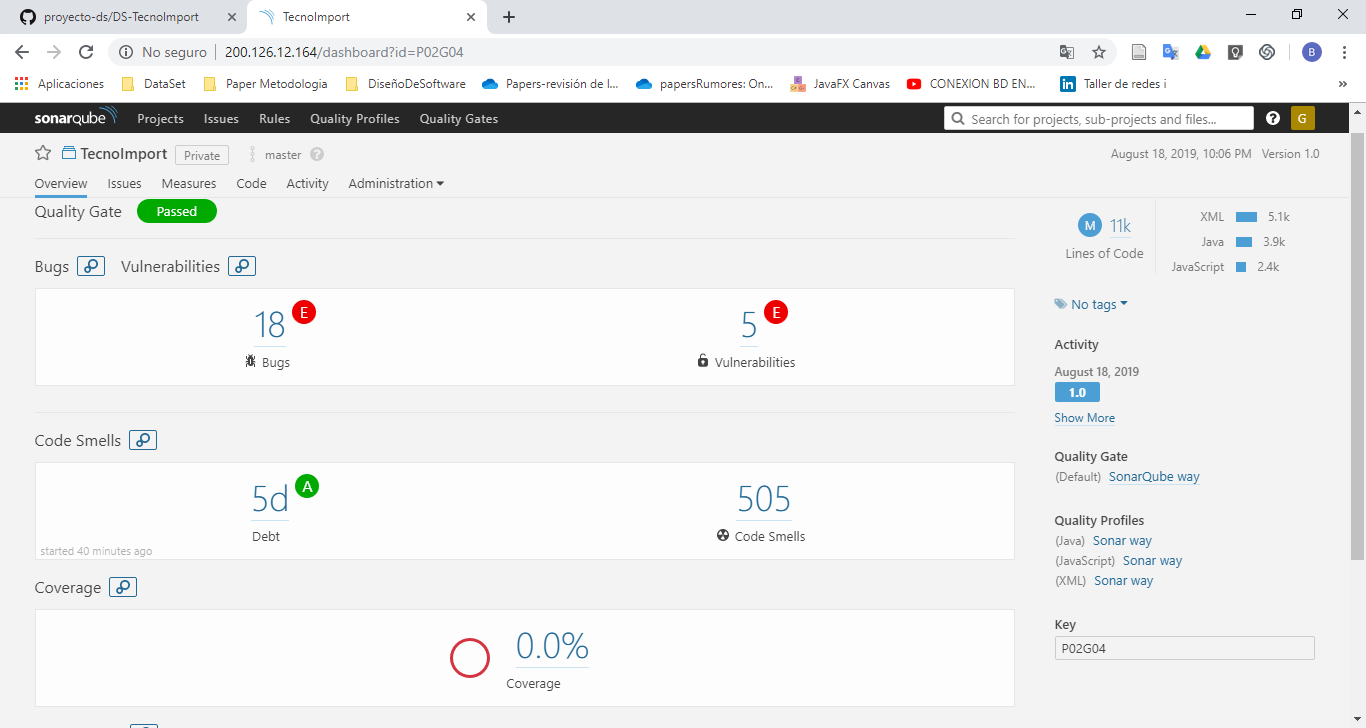 proyecto-ds/DS-TecnoImport
TecnoImport
No seguro
200.126.12.164/dashboard?id=P02G04
B
Aplicaciones
DataSet
Paper Metodologia
DiseñoDeSoftware
Papers-revisión de l...
papersRumores: On...
JavaFX Canvas
CONEXION BD EN...
Taller de redes i
»
sonarqube
Projects
Issues
Rules
Quality Profiles
Quality Gates
Search for projects, sub-projects and files...
G
TecnoImport
Private
master
August 18, 2019, 10:06 PM
Version 1.0
Overview
Issues
Measures
Code
Activity
Administration
Quality Gate
Passed
Bugs
Vulnerabilities
18
E
Bugs
5
E
Vulnerabilities
Code Smells
5d
A
Debt
started 40 minutes ago
505
Code Smells
Coverage
0.0%
Coverage
M
11k
Lines of Code
XML
5.1k
Java
3.9k
JavaScript
2.4k
No tags
Activity
August 18, 2019
1.0
Show More
Quality Gate
(Default) SonarQube way
Quality Profiles
(Java) Sonar way
(JavaScript) Sonar way
(XML) Sonar way
Key
P02G04